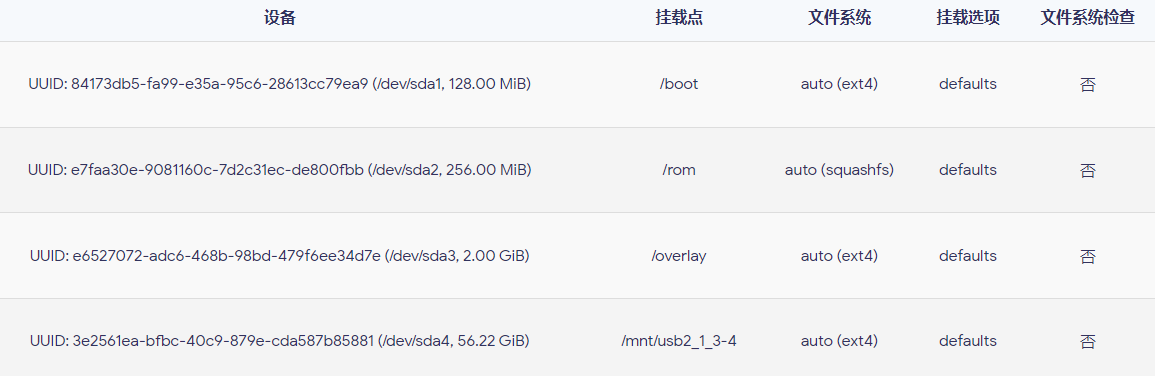 设备 挂载点 文件系统 挂载选项 文件系统检查
UUID: 84173db5-fa99-e35a-95c6-28613cc79ea9 (/dev/sda1, 128.00 MiB) /boot auto (ext4) defaults 否
UUID: e7faa30e-9081160c-7d2c31ec-de800fbb (/dev/sda2, 256.00 MiB) /rom auto (squashfs) defaults 否
UUID: e6527072-adc6-468b-98bd-479f6ee34d7e (/dev/sda3, 2.00 GiB) /overlay auto (ext4) defaults 否
UUID: 3e2561ea-bfbc-40c9-879e-cda587b85881 (/dev/sda4, 56.22 GiB) /mnt/usb2_1_3-4 auto (ext4) defaults 否